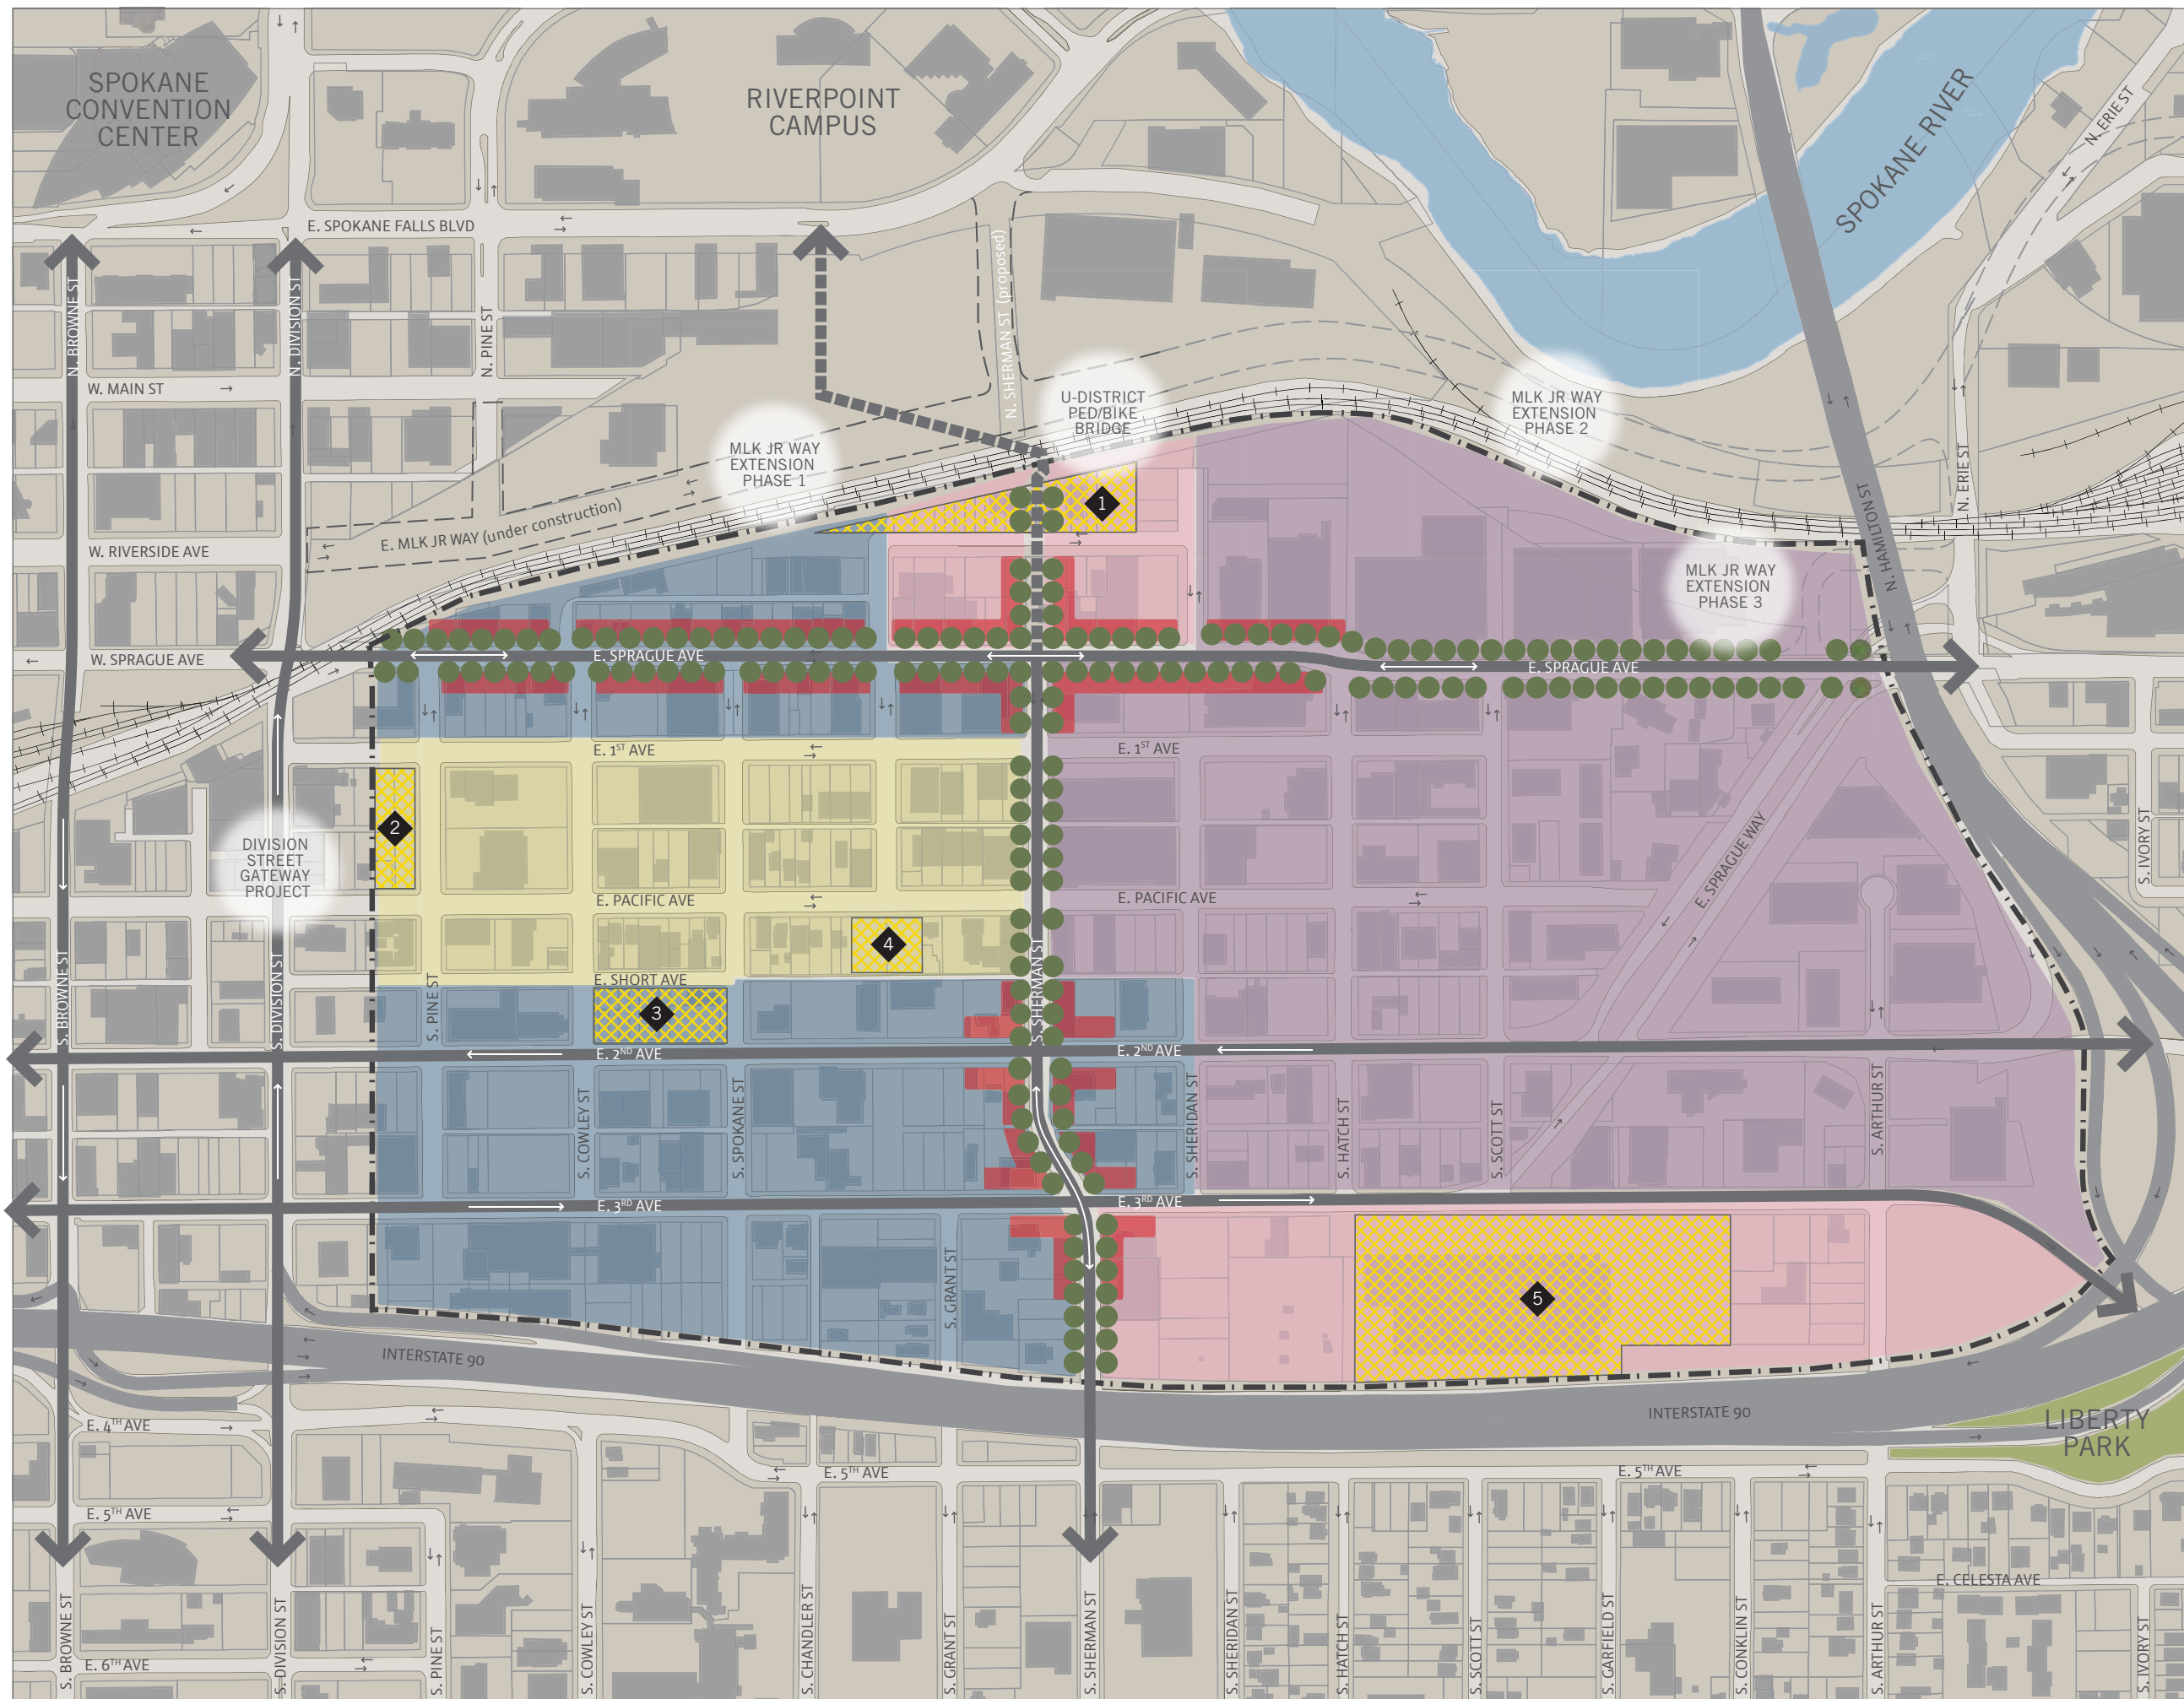 SPOKANE
CONVENTION
CENTER
RIVERPOINT
CAMPUS
SPOKANE RIVER
N. ERIE ST
E. SPOKANE FALLS BLVD
N. BROWNE ST
N. DIVISION ST
N. PINE ST
N. SHERMAN ST (proposed)
W. MAIN ST
U-DISTRICT
PED/BIKE
BRIDGE
MLK JR WAY
EXTENSION
PHASE 2
MLK JR WAY
EXTENSION
PHASE 1
N. ERIE ST
N. HAMILTON ST
1
E. MLK JR WAY (under construction)
W. RIVERSIDE AVE
MLK JR WAY
EXTENSION
PHASE 3
W. SPRAGUE AVE
E. SPRAGUE AVE
E. SPRAGUE AVE
E. 1ST AVE
E. 1ST AVE
2
DIVISION
STREET
GATEWAY
PROJECT
E. SPRAGUE WAY
S. IVORY ST
E. PACIFIC AVE
E. PACIFIC AVE
4
S. BROWNE ST
S. DIVISION ST
S. PINE ST
E. SHORT AVE
S. SHERMAN ST
3
E. 2ND AVE
E. 2ND AVE
S. COWLEY ST
S. SPOKANE ST
S. SHERIDAN ST
S. HATCH ST
S. SCOTT ST
S. ARTHUR ST
E. 3RD AVE
E. 3RD AVE
S. GRANT ST
5
INTERSTATE 90
INTERSTATE 90
LIBERTY
PARK
E. 4TH AVE
E. 5TH AVE
E. 5TH AVE
E. 5TH AVE
E. CELESTA AVE
E. 6TH AVE
S. BROWNE ST
S. DIVISION ST
S. PINE ST
S. COWLEY ST
S. CHANDLER ST
S. GRANT ST
S. SHERMAN ST
S. SHERIDAN ST
S. HATCH ST
S. SCOTT ST
S. GARFIELD ST
S. CONKLIN ST
S. ARTHUR ST
S. IVORY ST